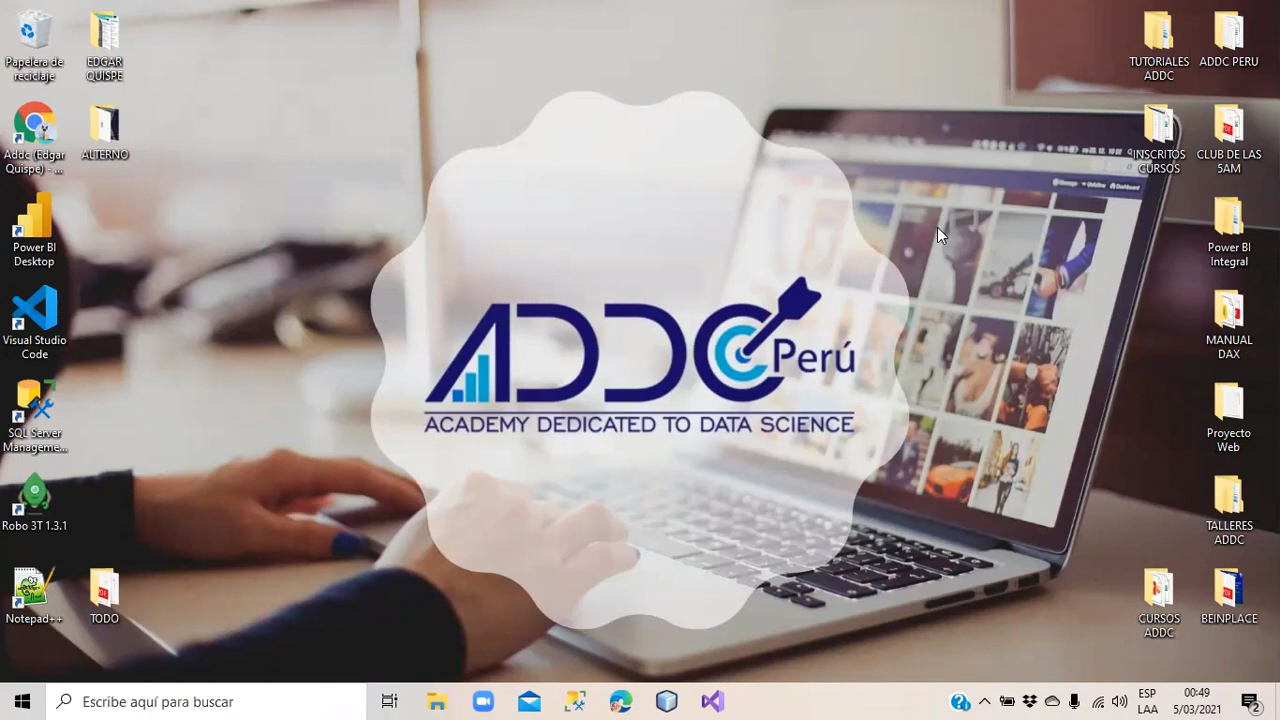 Papelera de
reciclaje
EDGAR
QUISPE
Addc (Edgar
Quispe) - ...
ALTERNO
Power BI
Desktop
Visual Studio
Code
SQL Server
Manageme...
Robo 3T 1.3.1
Notepad++
TODO
ADDC Perú
ACADEMY DEDICATED TO DATA SCIENCE
TUTORIALES
ADDC
ADDC PERU
INSCRITOS
CURSOS
CLUB DE LAS
5AM
Power BI
Integral
MANUAL
DAX
Proyecto
Web
TALLERES
ADDC
CURSOS
ADDC
BEINPLACE
Escribe aquí para buscar
ESP
LAA
00:49
5/03/2021
2